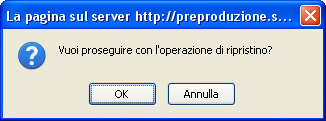 La pagina sul server http://preproduzione.s...
Vuoi proseguire con l'operazione di ripristino?
OK
Annulla